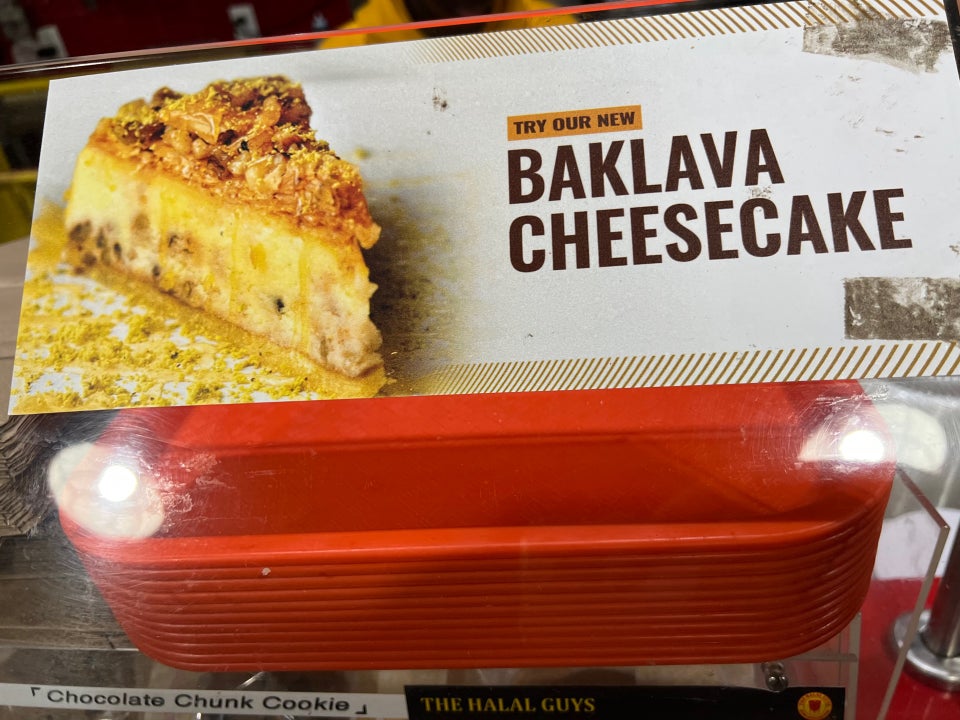 TRY OUR NEW
BAKLAVA
CHEESECAKE
「Chocolate Chunk Cookie」
THE HALAL GUYS